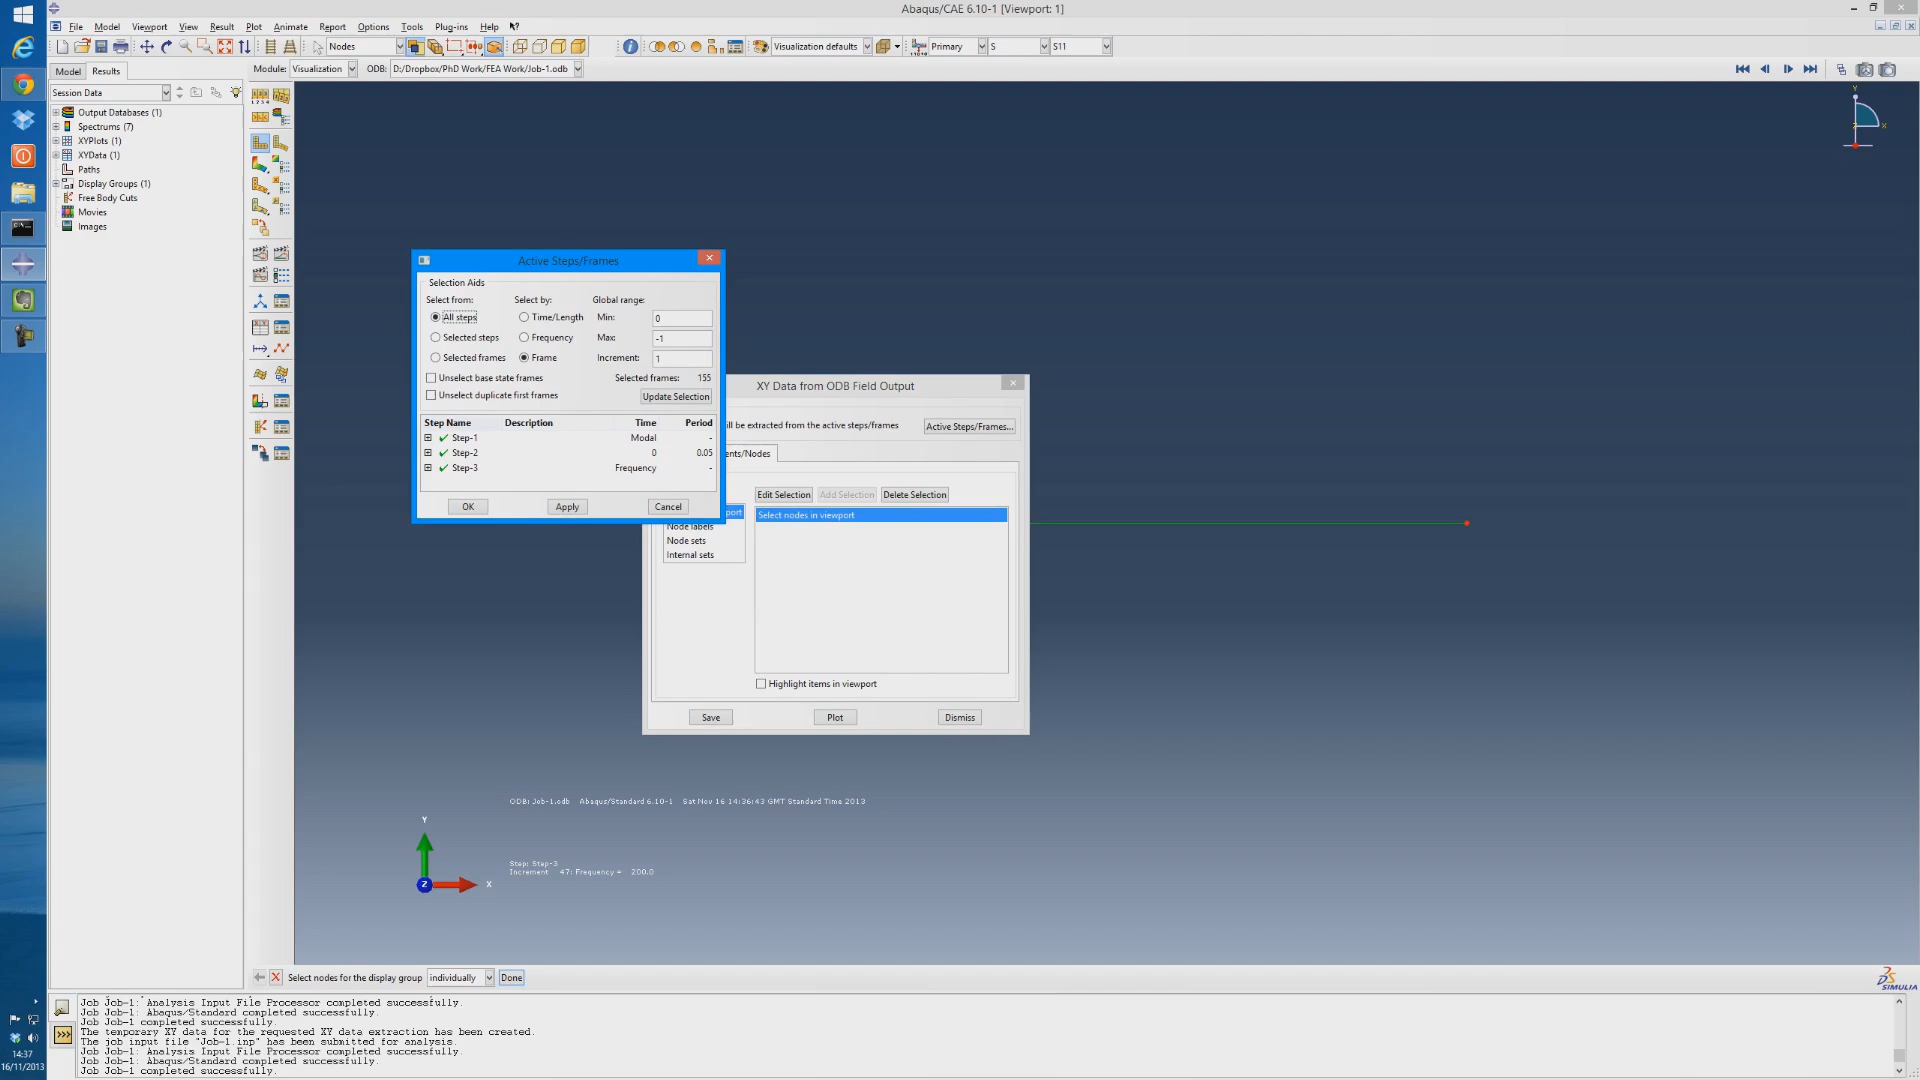 Abaqus/CAE 6.10-1 [Viewport: 1]
File Model Viewport View Result Plot Animate Report Options Tools Plug-ins Help
Nodes Visualization defaults Primary S S11
Model Results Module: Visualization ODB: D:/Dropbox/PhD Work/FEA Work/Job-1.odb
Session Data
Output Databases (1)
Spectrums (7)
XYPlots (1)
XYData (1)
Paths
Display Groups (1)
Free Body Cuts
Movies
Images
Y
X
Active Steps/Frames
Selection Aids
Select from: Select by: Global range:
All steps Time/Length Min: 0
Selected steps Frequency Max: -1
Selected frames Frame Increment: 1
Unselect base state frames Selected frames: 155
Unselect duplicate first frames Update Selection
Step Name Description Time Period
Step-1 Modal -
Step-2 0 0.05
Step-3 Frequency -
OK Apply Cancel
XY Data from ODB Field Output
ll be extracted from the active steps/frames Active Steps/Frames...
ents/Nodes
Edit Selection Add Selection Delete Selection
port Select nodes in viewport
Node labels
Node sets
Internal sets
Highlight items in viewport
Save Plot Dismiss
ODB: Job-1.odb Abaqus/Standard 6.10-1 Sat Nov 16 14:36:43 GMT Standard Time 2013
Y
Step: Step-3
Increment 47: Frequency = 200.0
Z X
Select nodes for the display group individually Done
SIMULIA
Job Job-1: Analysis Input File Processor completed successfully.
Job Job-1: Abaqus/Standard completed successfully.
Job Job-1 completed successfully.
The temporary XY data for the requested XY data extraction has been created.
The job input file "Job-1.inp" has been submitted for analysis.
Job Job-1: Analysis Input File Processor completed successfully.
Job Job-1: Abaqus/Standard completed successfully.
Job Job-1 completed successfully.
14:37
16/11/2013